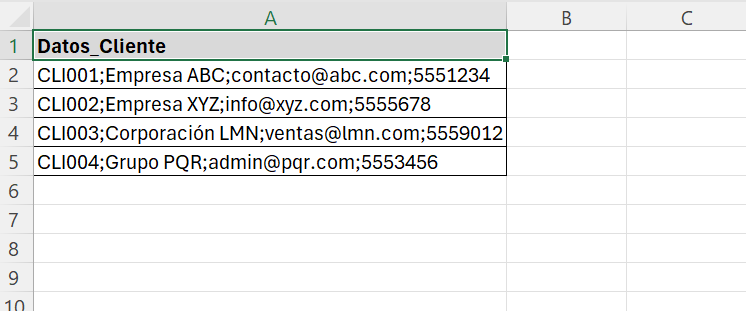 A B C
1 Datos_Cliente
2 CLI001;Empresa ABC;contacto@abc.com;5551234
3 CLI002;Empresa XYZ;info@xyz.com;5555678
4 CLI003;Corporación LMN;ventas@lmn.com;5559012
5 CLI004;Grupo PQR;admin@pqr.com;5553456
6
7
8
9
10